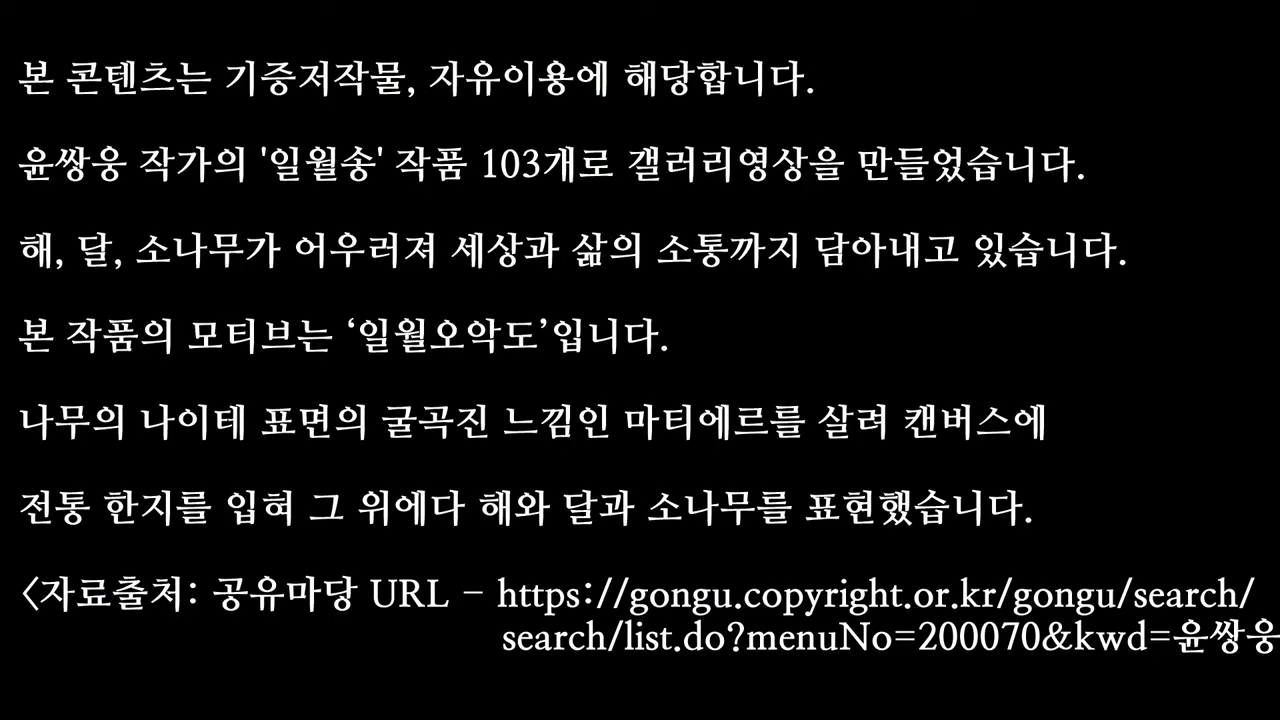 본 콘텐츠는 기증저작물, 자유이용에 해당합니다.
윤쌍웅 작가의 '일월송' 작품 103개로 갤러리영상을 만들었습니다.
해, 달, 소나무가 어우러져 세상과 삶의 소통까지 담아내고 있습니다.
본 작품의 모티브는 ‘일월오악도’입니다.
나무의 나이테 표면의 굴곡진 느낌인 마티에르를 살려 캔버스에
전통 한지를 입혀 그 위에다 해와 달과 소나무를 표현했습니다.
<자료출처: 공유마당 URL - https://gongu.copyright.or.kr/gongu/search/
search/list.do?menuNo=200070&kwd=윤쌍웅